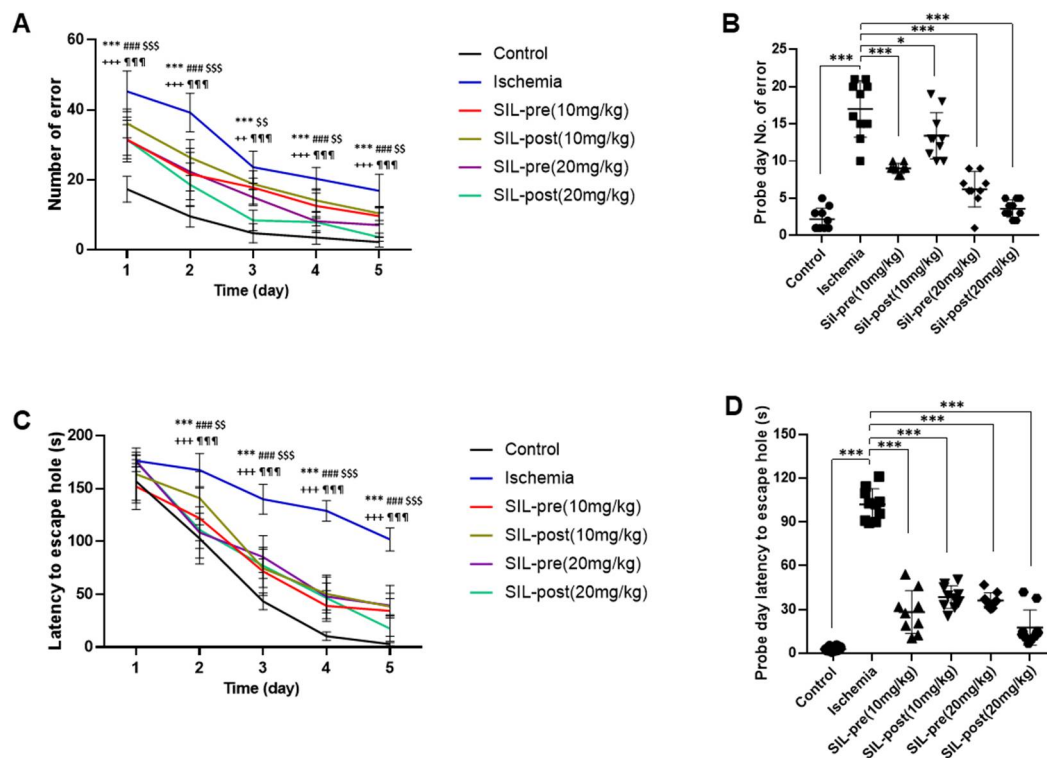 A
60
40
20
0
Number of error
*** ### $$$
+++ ¶¶¶
*** ### $$$
+++ ¶¶¶
*** $$
++ ¶¶¶
*** ### $$
+++ ¶¶¶
*** ### $$
+++ ¶¶¶
1 2 3 4 5
Time (day)
Control
Ischemia
SIL-pre(10mg/kg)
SIL-post(10mg/kg)
SIL-pre(20mg/kg)
SIL-post(20mg/kg)
B
25
20
15
10
5
0
Probe day No. of error
***
***
*
***
***
Control
Ischemia
Sil-pre(10mg/kg)
Sil-post(10mg/kg)
Sil-pre(20mg/kg)
Sil-post(20mg/kg)
C
200
150
100
50
0
Latency to escape hole (s)
*** ### $$
+++ ¶¶¶
*** ### $$$
+++ ¶¶¶
*** ### $$$
+++ ¶¶¶
*** ### $$$
+++ ¶¶¶
1 2 3 4 5
Time (day)
Control
Ischemia
SIL-pre(10mg/kg)
SIL-post(10mg/kg)
SIL-pre(20mg/kg)
SIL-post(20mg/kg)
D
150
120
90
60
30
0
Probe day latency to escape hole (s)
***
***
***
***
***
Control
Ischemia
SIL-pre(10mg/kg)
SIL-post(10mg/kg)
SIL-pre(20mg/kg)
SIL-post(20mg/kg)